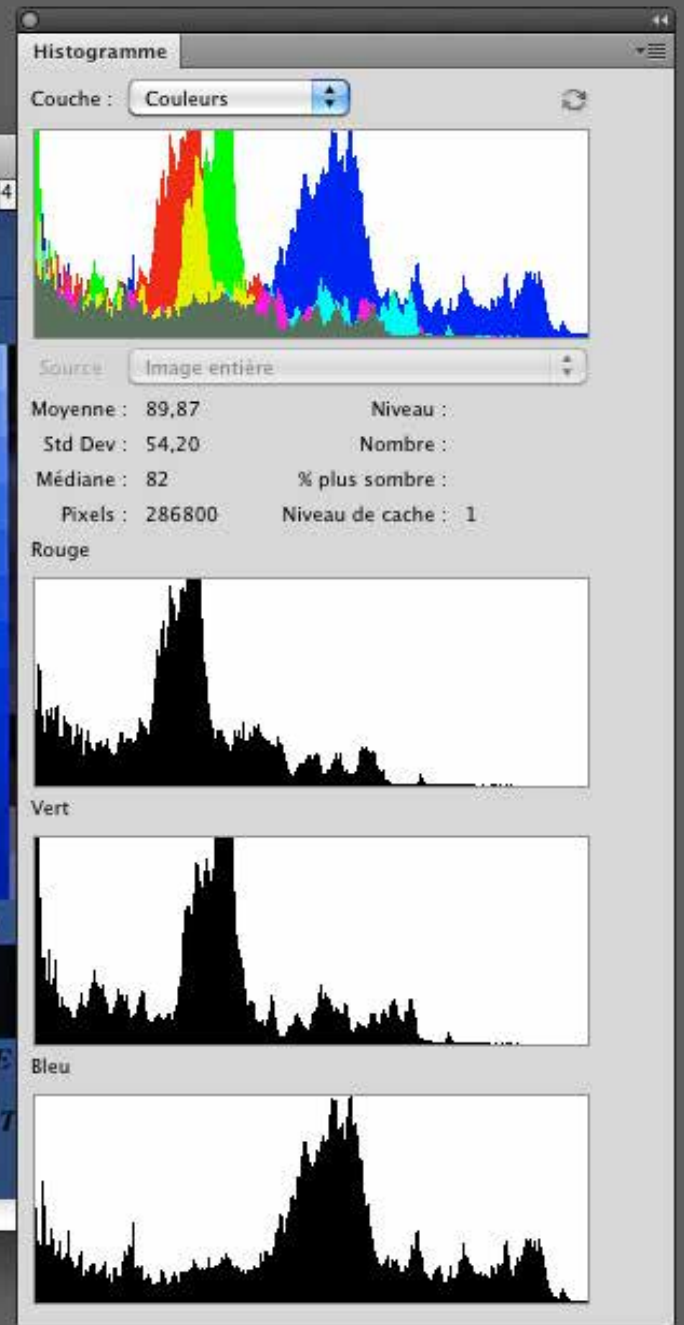 Histogramme
Couche : Couleurs
4
Source Image entière
Moyenne : 89,87 Niveau :
Std Dev : 54,20 Nombre :
Médiane : 82 % plus sombre :
Pixels : 286800 Niveau de cache : 1
Rouge
Vert
Bleu
E
T